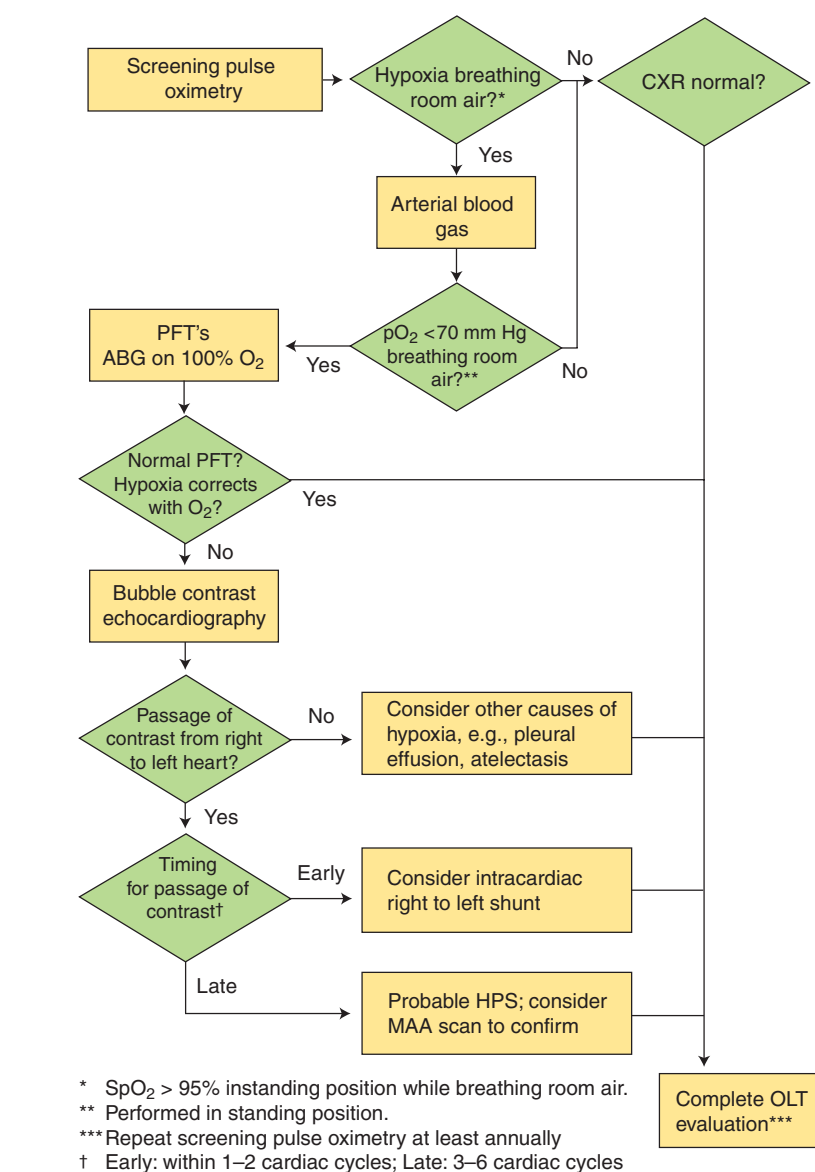 Screening pulse
oximetry
Hypoxia breathing
room air?*
No
CXR normal?
Yes
Arterial blood
gas
pO2 <70 mm Hg
breathing room
air?**
No
Yes
PFT's
ABG on 100% O2
Normal PFT?
Hypoxia corrects
with O2?
Yes
No
Bubble contrast
echocardiography
Passage of
contrast from right
to left heart?
No
Consider other causes of
hypoxia, e.g., pleural
effusion, atelectasis
Yes
Timing
for passage of
contrast†
Early
Consider intracardiac
right to left shunt
Late
Probable HPS; consider
MAA scan to confirm
Complete OLT
evaluation***
* SpO2 > 95% instanding position while breathing room air.
** Performed in standing position.
*** Repeat screening pulse oximetry at least annually
† Early: within 1–2 cardiac cycles; Late: 3–6 cardiac cycles